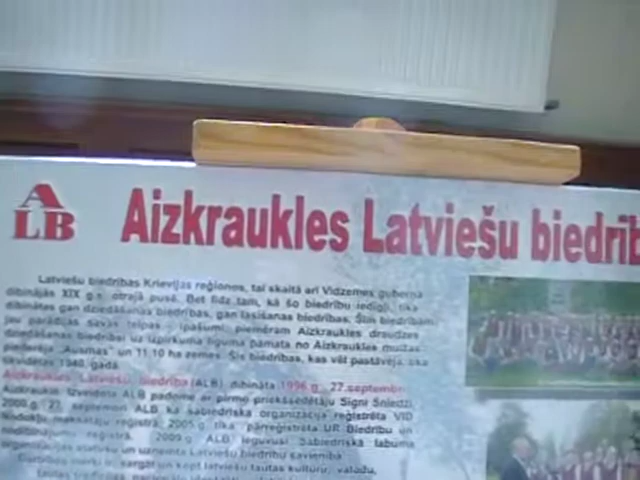 A
LB
Aizkraukles Latviešu biedrīb
Latviešu biedrības Krievijas reģionos, tai skaitā arī Vidzemes guberņā
dibinājās XIX g.s. otrajā pusē. Bet līdz tam, kā šo biedrību iedīgļi, tika
dibinātas gan dziedāšanas biedrības, gan lasīšanas biedrības. Šīm biedrībām
jau parādījās savas telpas - īpašumi, piemēram Aizkraukles draudzes
dziedāšanas biedrībai uz izpirkuma līguma pamata no Aizkraukles muižas
piederēja „Ausmas" un 11,10 ha zemes. Šīs biedrības, kas vēl pastāvēja, tika
1940. gadā.
Aizkraukles Latviešu biedrība (ALB) dibināta 1996.g. 27.septembrī
Aizkrauklē. Izveidota ALB padome ar pirmo priekšsēdētāju Signi Sniedzi.
2000.g. 27. septembrī ALB kā sabiedriskā organizācija reģistrēta VID
Nodokļu maksātāju reģistrā. 2005.g. tika pārreģistrēta UR Biedrību un
nodibinājumu reģistrā. 2009.g. ALB ieguvusi Sabiedriskā labuma
organizācijas statusu un uzņemta Latviešu biedrību savienībā.
sargāt un kopt latviešu tautas kultūru, valodu,